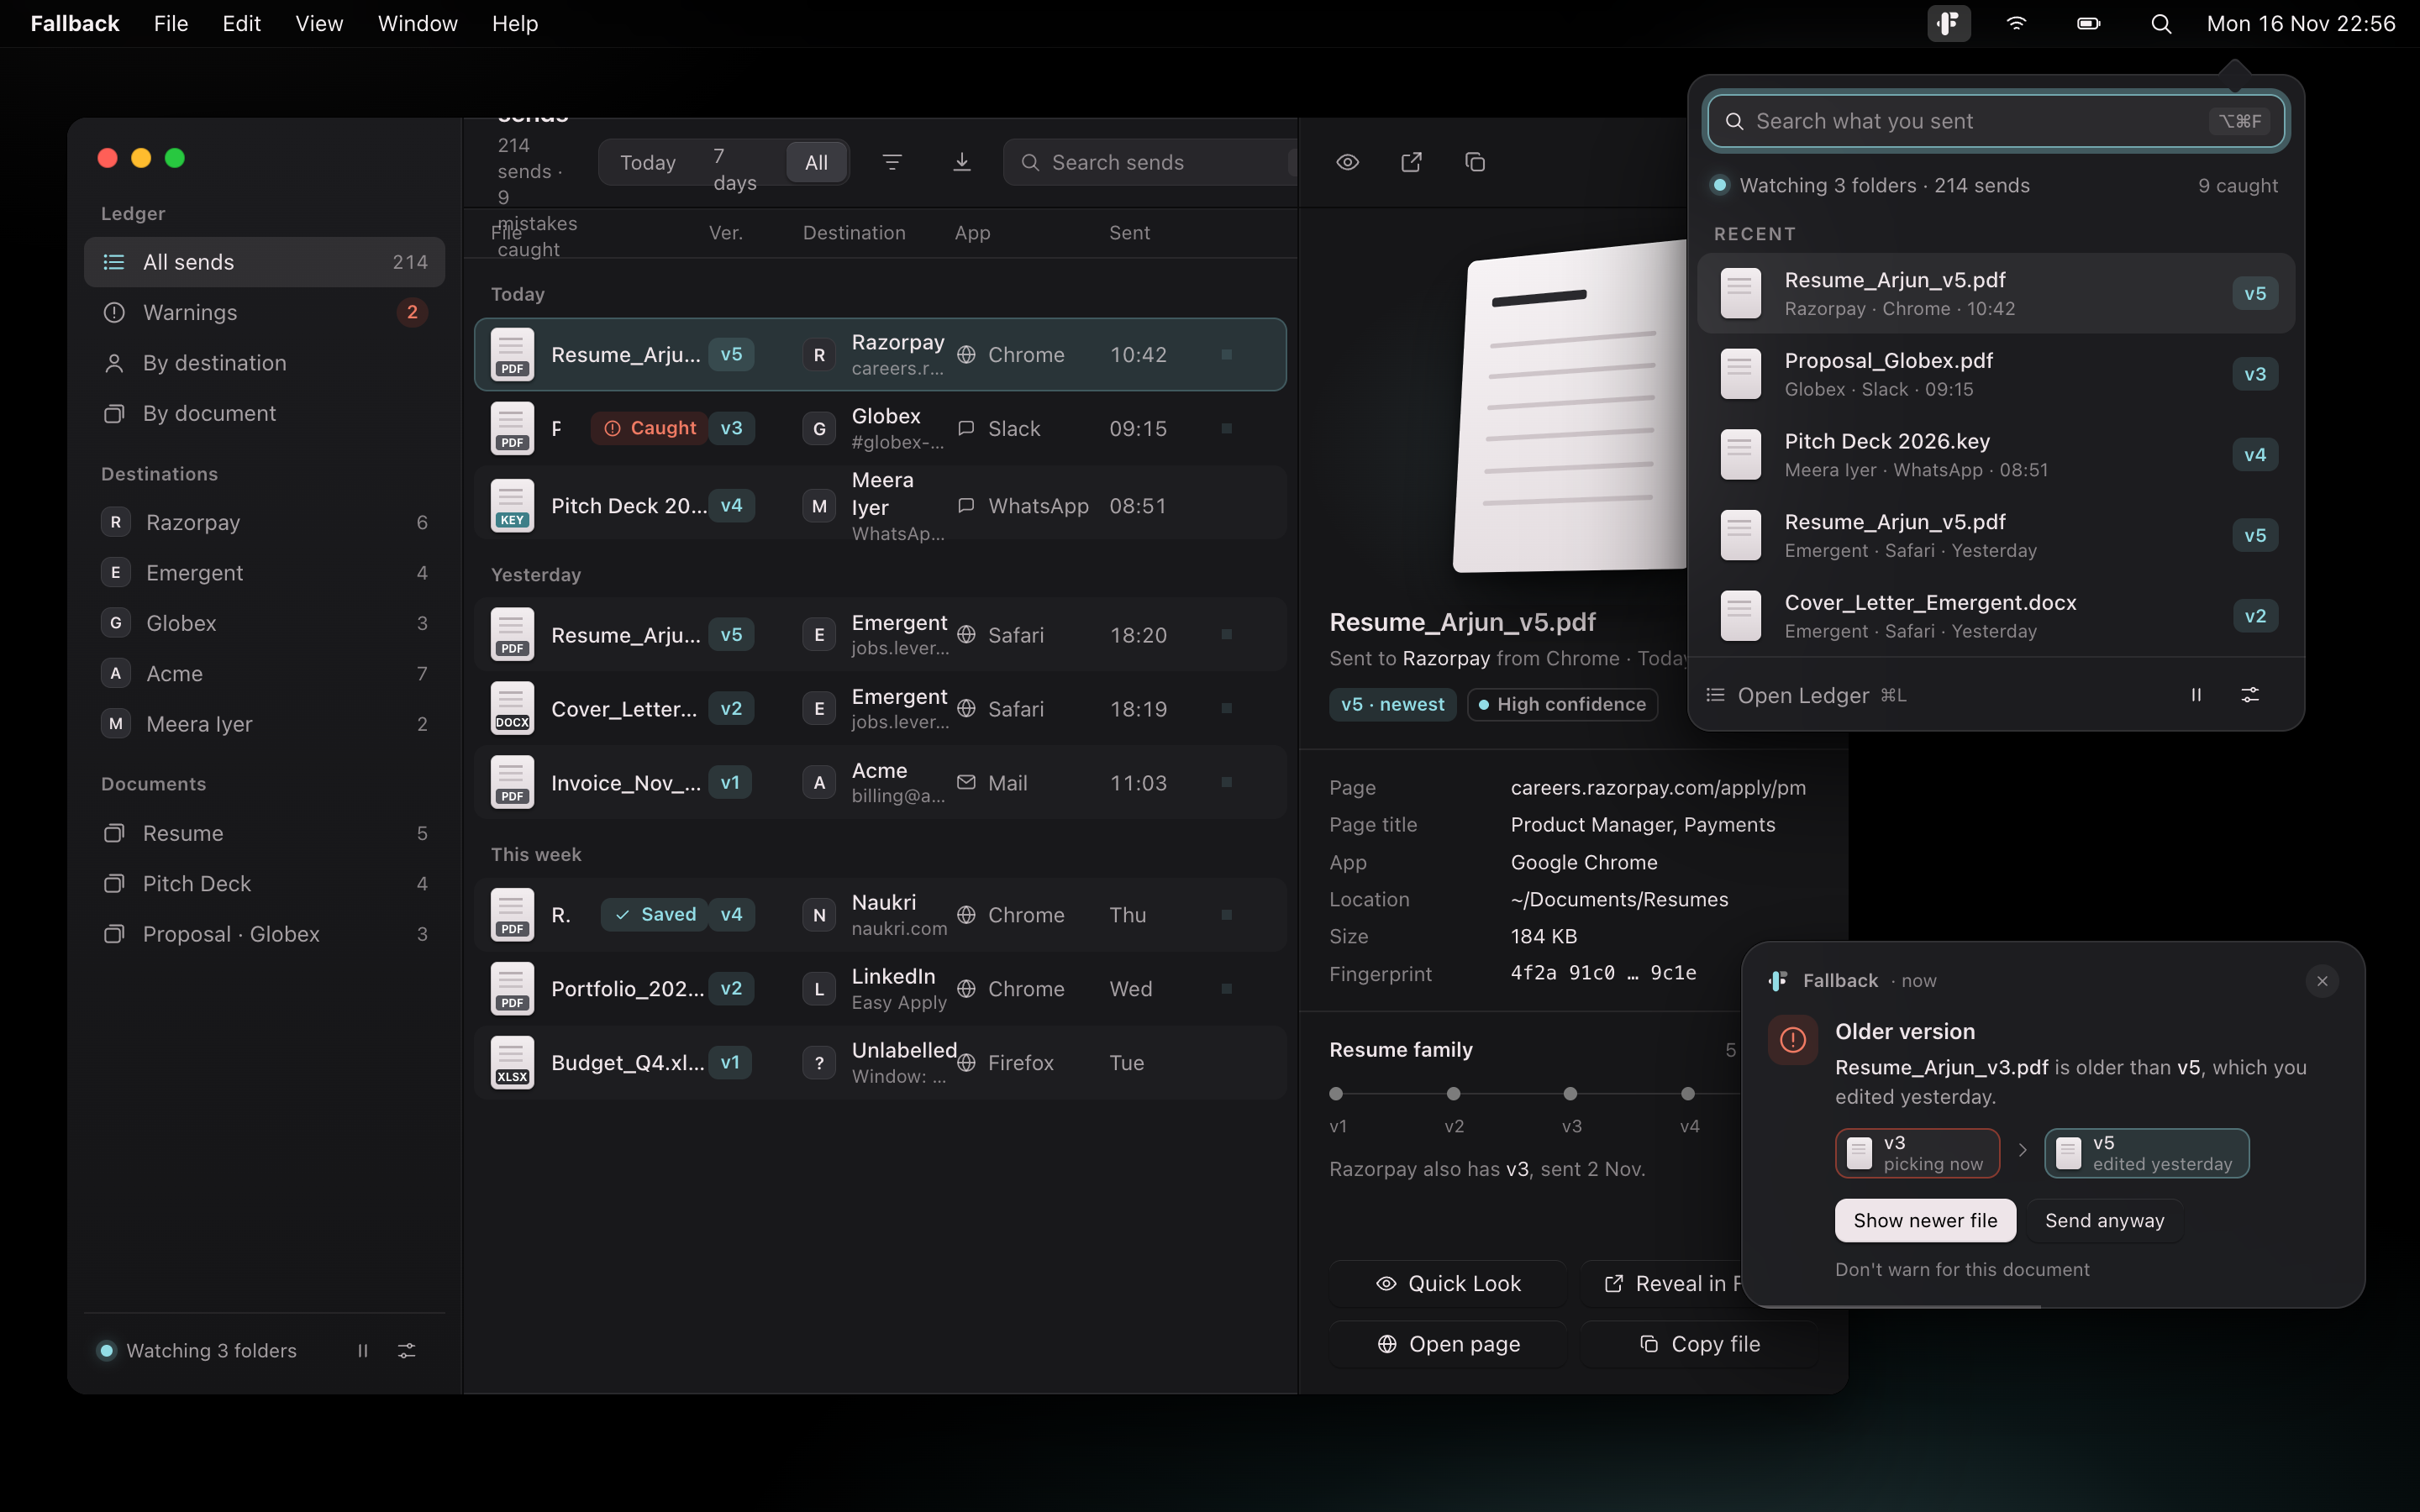 Fallback File Edit View Window Help
Mon 16 Nov 22:56
Ledger
All sends 214
Warnings 2
By destination
By document
Destinations
R Razorpay 6
E Emergent 4
G Globex 3
A Acme 7
M Meera Iyer 2
Documents
Resume 5
Pitch Deck 4
Proposal · Globex 3
Watching 3 folders
sends
214
sends ·
9
mistakes
caught
Today
7
days
All
Search sends
File Ver. Destination App Sent
Today
PDF Resume_Arju... v5 R Razorpay Chrome 10:42
careers.r...
PDF Caught v3 G Globex Slack 09:15
#globex-...
KEY Pitch Deck 20... v4 M Meera Iyer WhatsApp 08:51
WhatsAp...
Yesterday
PDF Resume_Arju... v5 E Emergent Safari 18:20
jobs.lever...
DOCX Cover_Letter... v2 E Emergent Safari 18:19
jobs.lever...
PDF Invoice_Nov_... v1 A Acme Mail 11:03
billing@a...
This week
PDF R. Saved v4 N Naukri Chrome Thu
naukri.com
PDF Portfolio_202... v2 L LinkedIn Chrome Wed
Easy Apply
XLSX Budget_Q4.xl... v1 ? Unlabelled Firefox Tue
Window: ...
Resume_Arjun_v5.pdf
Sent to Razorpay from Chrome · Today
v5 · newest High confidence
Page careers.razorpay.com/apply/pm
Page title Product Manager, Payments
App Google Chrome
Location ~/Documents/Resumes
Size 184 KB
Fingerprint 4f2a 91c0 … 9c1e
Resume family 5
v1 v2 v3 v4
Razorpay also has v3, sent 2 Nov.
Quick Look
Reveal in F
Open page
Copy file
Search what you sent ⌥⌘F
Watching 3 folders · 214 sends 9 caught
RECENT
Resume_Arjun_v5.pdf v5
Razorpay · Chrome · 10:42
Proposal_Globex.pdf v3
Globex · Slack · 09:15
Pitch Deck 2026.key v4
Meera Iyer · WhatsApp · 08:51
Resume_Arjun_v5.pdf v5
Emergent · Safari · Yesterday
Cover_Letter_Emergent.docx v2
Emergent · Safari · Yesterday
Open Ledger ⌘L
Fallback · now
Older version
Resume_Arjun_v3.pdf is older than v5, which you
edited yesterday.
v3
picking now
v5
edited yesterday
Show newer file
Send anyway
Don't warn for this document